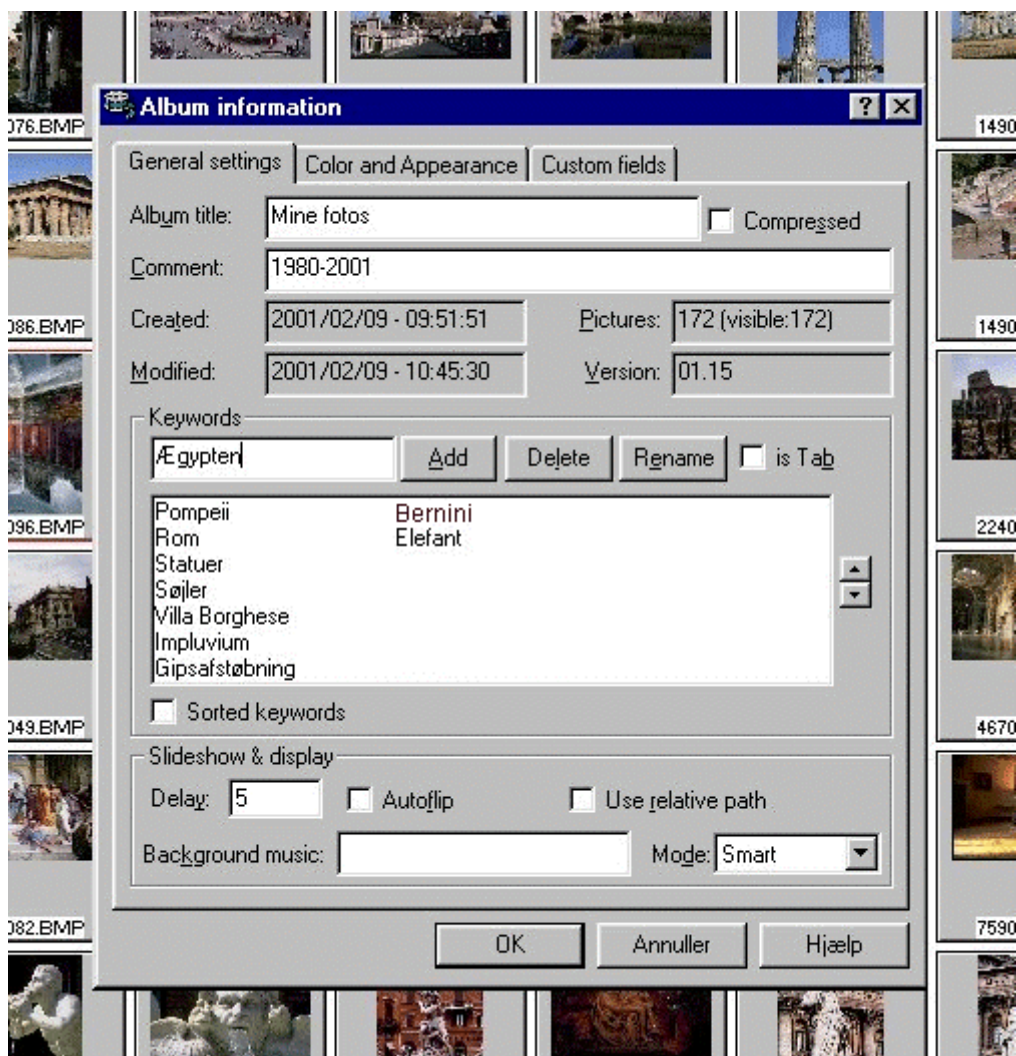 076.BMP
1490
Album information
General settings Color and Appearance Custom fields
Album title: Mine fotos Compressed
Comment: 1980-2001
Created: 2001/02/09 - 09:51:51 Pictures: 172 (visible:172)
086.BMP
1490
Modified: 2001/02/09 - 10:45:30 Version: 01.15
Keywords
Ægypten Add Delete Rename is Tab
Pompeii Bernini
096.BMP
2240
Rom Elefant
Statuer
Søjler
Villa Borghese
Impluvium
Gipsafstøbning
Sorted keywords
049.BMP
4670
Slideshow & display
Delay: 5 Autoflip Use relative path
Background music: Mode: Smart
082.BMP
7590
OK Annuller Hjælp